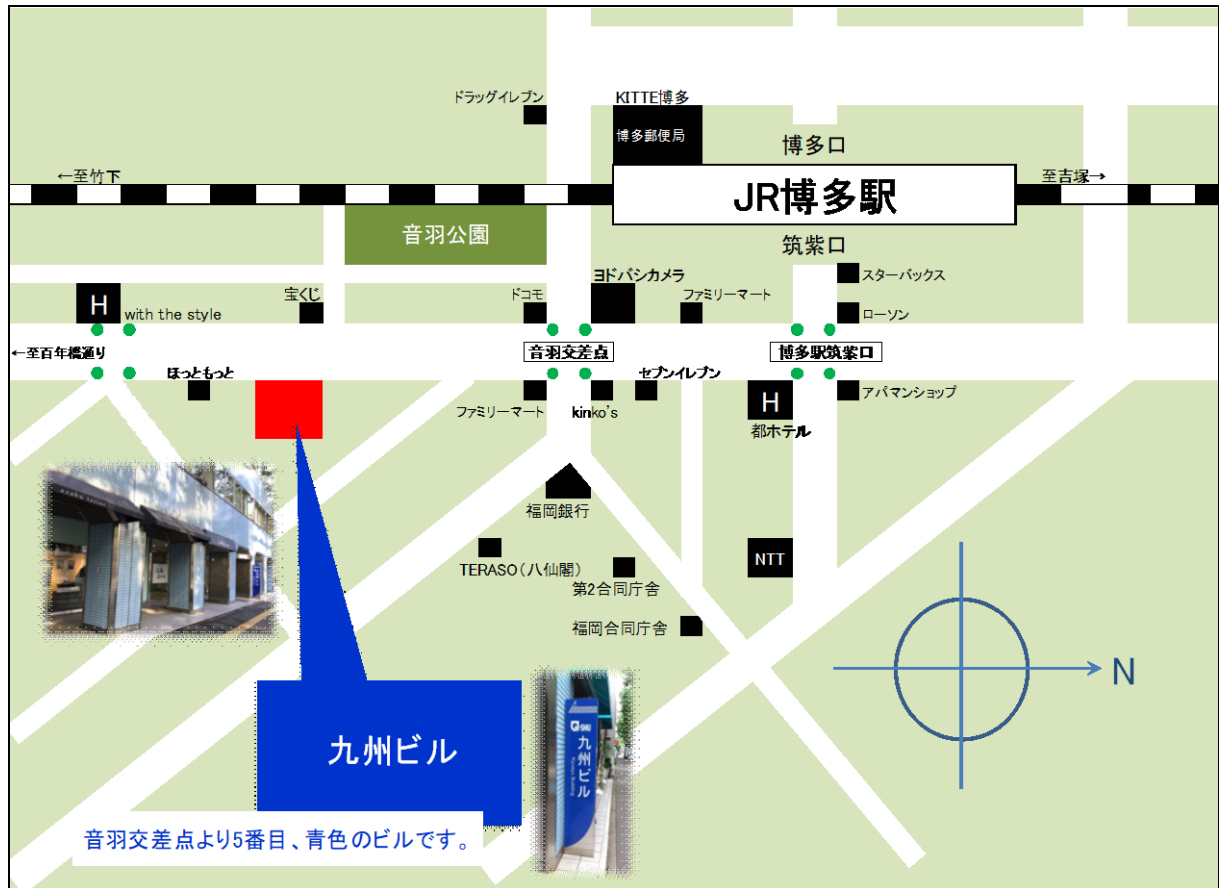 ドラッグイレブン
KITTE博多
博多郵便局
博多口
←至竹下
JR博多駅
至吉塚→
音羽公園
筑紫口
ヨドバシカメラ
スターバックス
H
with the style
宝くじ
ドコモ
ファミリーマート
ローソン
←至百年橋通り
音羽交差点
博多駅筑紫口
ほっともっと
セブンイレブン
ファミリーマート
kinko's
H
アパマンショップ
都ホテル
福岡銀行
TERASO(八仙閣)
第2合同庁舎
NTT
福岡合同庁舎
N
九州ビル
九州ビル
Kyusyu Building
音羽交差点より5番目、青色のビルです。